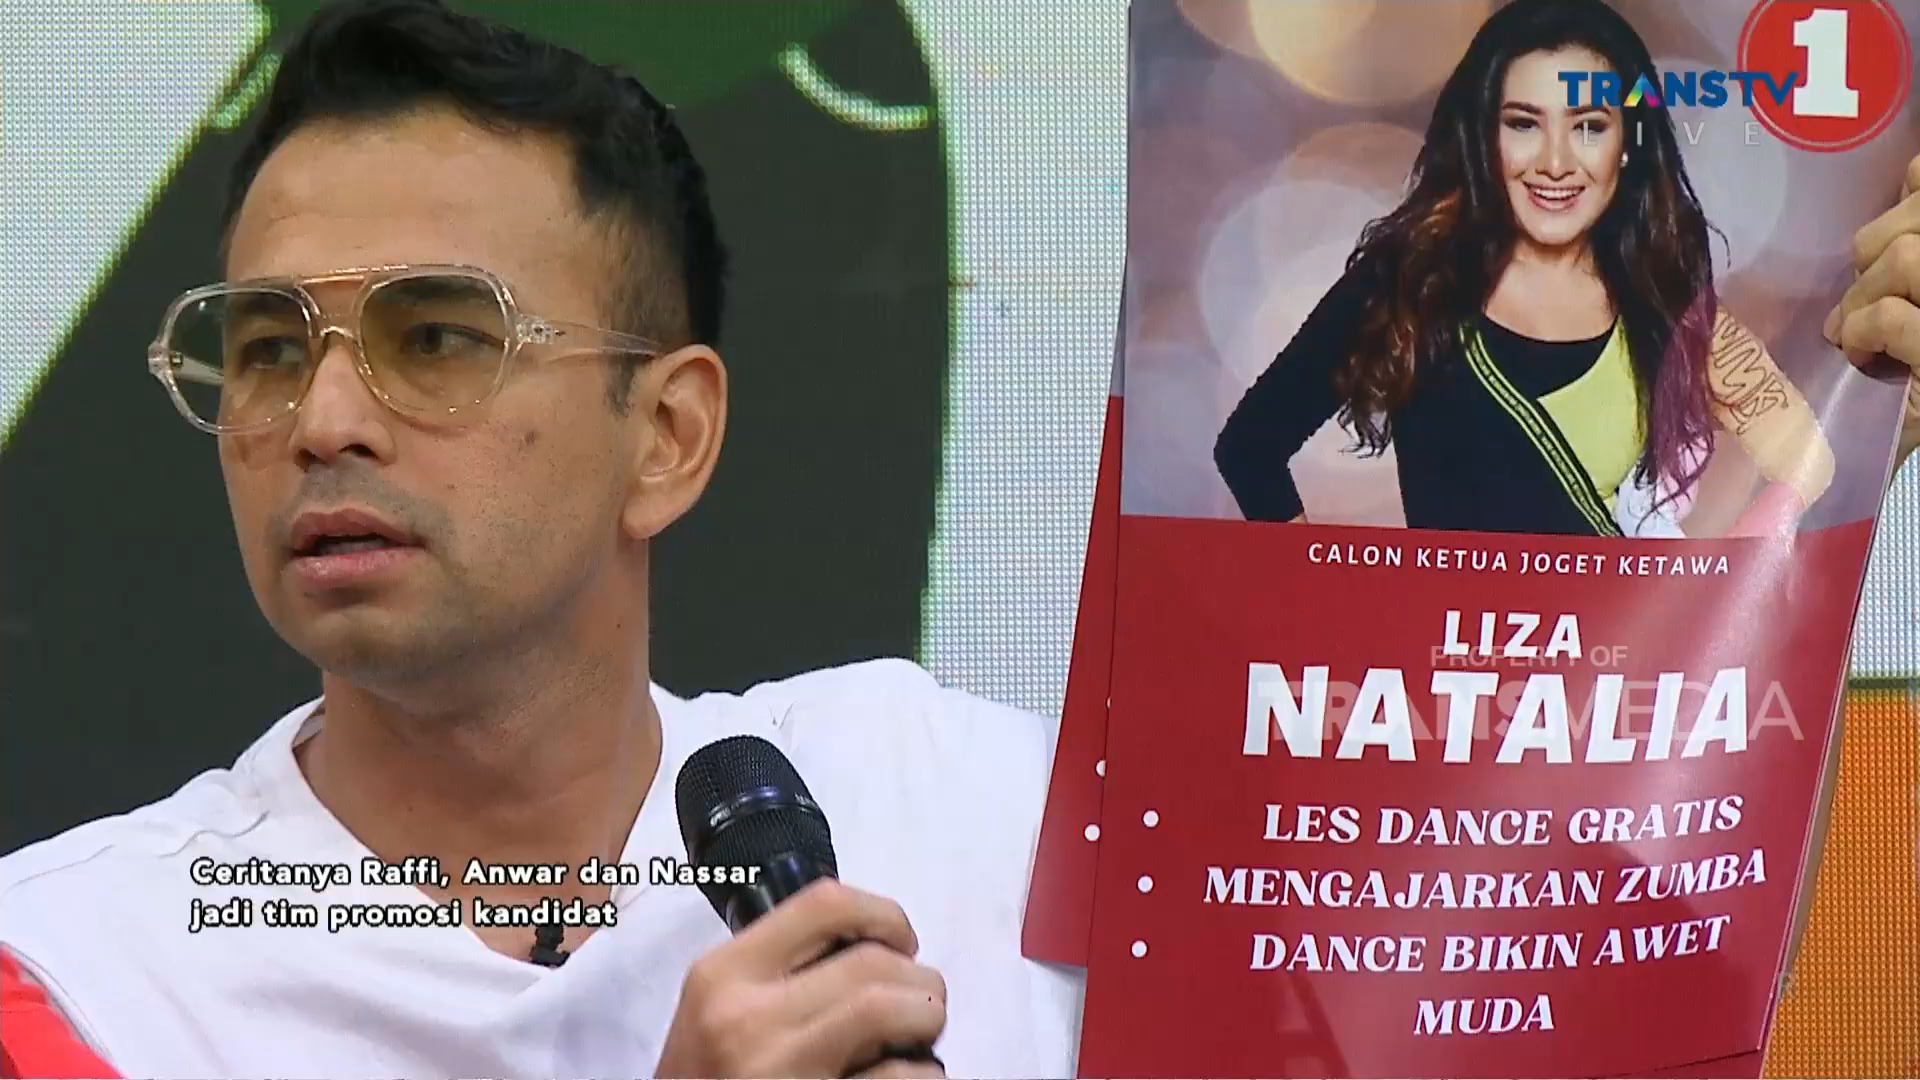 1
TRANSTV
LIVE
CALON KETUA JOGET KETAWA
LIZA
PROPERTY OF
NATALIA
TRANSMEDIA
• LES DANCE GRATIS
• MENGAJARKAN ZUMBA
• DANCE BIKIN AWET
MUDA
Ceritanya Raffi, Anwar dan Nassar
jadi tim promosi kandidat